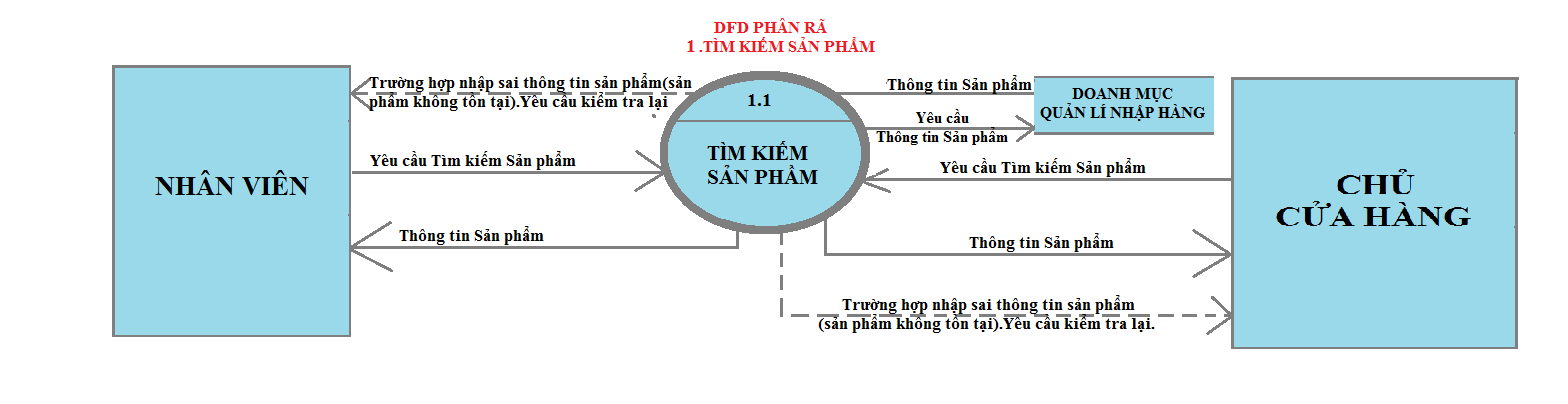 DFD PHÂN RÃ
1 .TÌM KIẾM SẢN PHẨM
Trường hợp nhập sai thông tin sản phẩm(sản
phẩm không tồn tại).Yêu cầu kiểm tra lại
1.1
Thông tin Sản phẩm
DOANH MỤC
QUẢN LÍ NHẬP HÀNG
Yêu cầu
Thông tin Sản phẩm
NHÂN VIÊN
Yêu cầu Tìm kiếm Sản phẩm
TÌM KIẾM
SẢN PHẦM
Yêu cầu Tìm kiếm Sản phẩm
CHỦ
CỬA HÀNG
Thông tin Sản phẩm
Thông tin Sản phẩm
Trường hợp nhập sai thông tin sản phẩm
(sản phẩm không tồn tại).Yêu cầu kiểm tra lại.